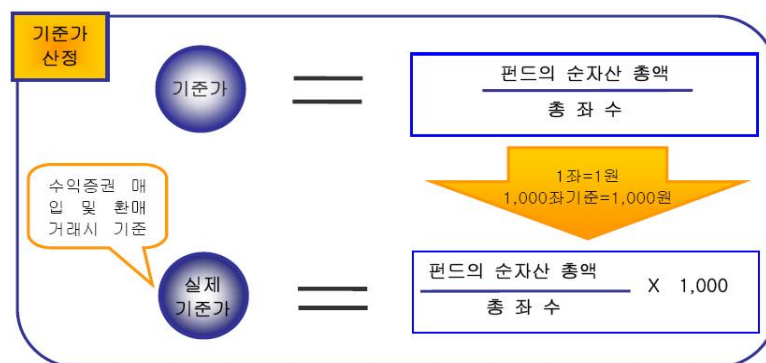 기준가
산정
기준가
펀드의 순자산 총액
총 좌 수
1좌=1원
1,000좌기준=1,000원
수익증권 매
입 및 환매
거래시 기준
실제
기준가
펀드의 순자산 총액
총 좌 수
X 1,000